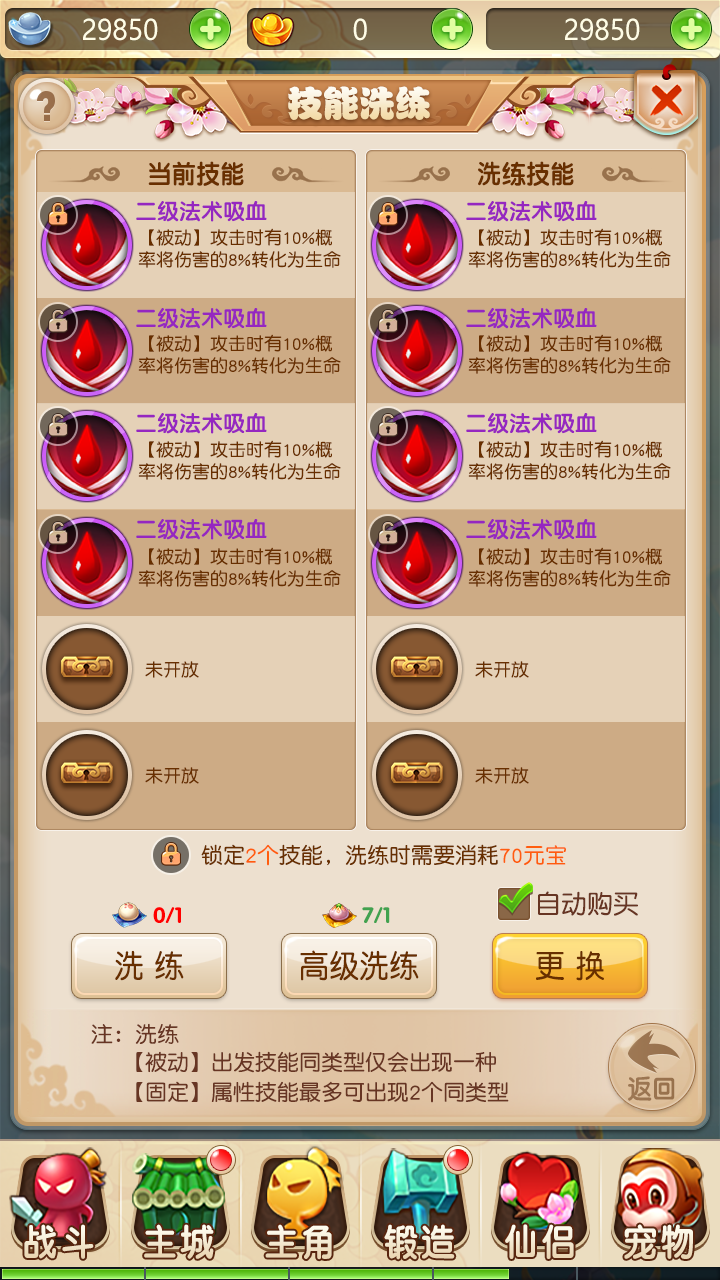 29850
0
29850
?
技能洗练
当前技能
二级法术吸血
【被动】攻击时有10%概
率将伤害的8%转化为生命
二级法术吸血
【被动】攻击时有10%概
率将伤害的8%转化为生命
二级法术吸血
【被动】攻击时有10%概
率将伤害的8%转化为生命
二级法术吸血
【被动】攻击时有10%概
率将伤害的8%转化为生命
未开放
未开放
洗练技能
二级法术吸血
【被动】攻击时有10%概
率将伤害的8%转化为生命
二级法术吸血
【被动】攻击时有10%概
率将伤害的8%转化为生命
二级法术吸血
【被动】攻击时有10%概
率将伤害的8%转化为生命
二级法术吸血
【被动】攻击时有10%概
率将伤害的8%转化为生命
未开放
未开放
锁定2个技能，洗练时需要消耗70元宝
0/1
7/1
自动购买
洗练
高级洗练
更换
注：洗练
【被动】出发技能同类型仅会出现一种
【固定】属性技能最多可出现2个同类型
返回
战斗
主城
主角
锻造
仙侣
宠物